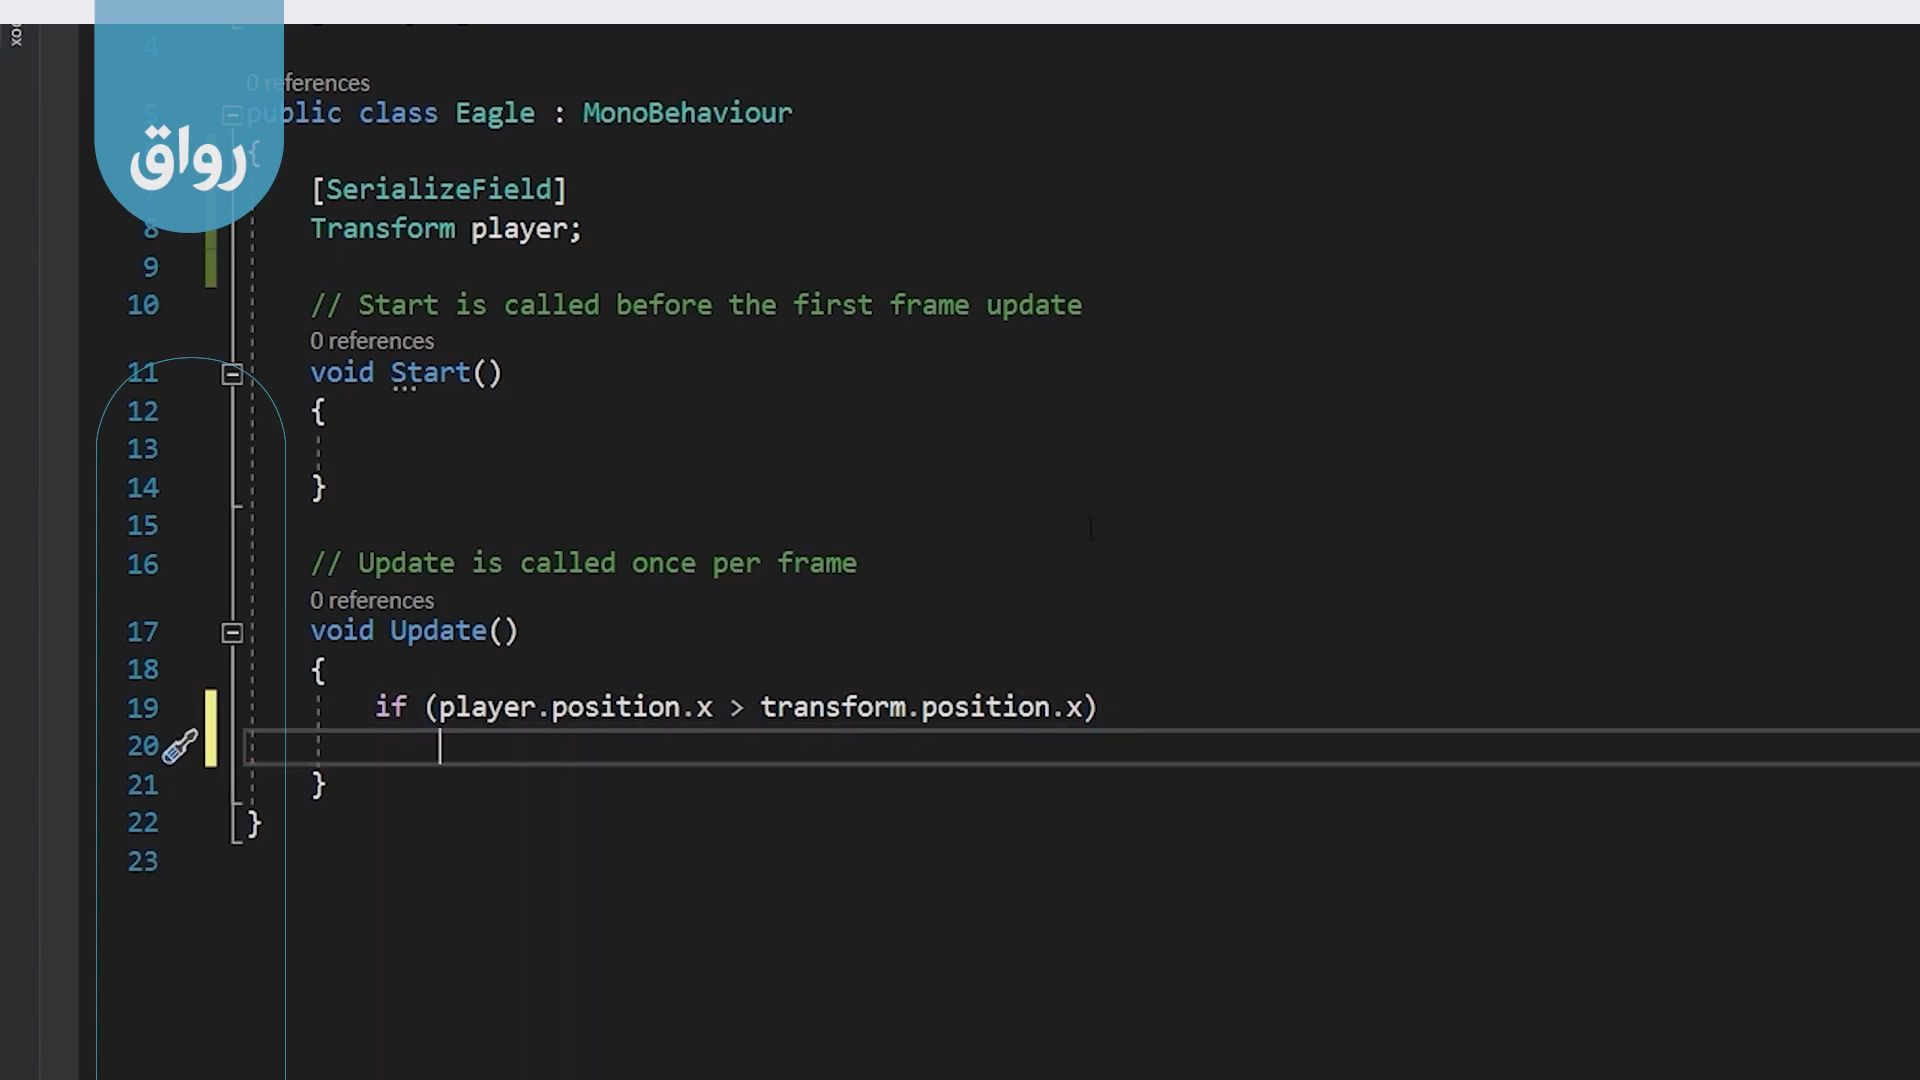 4
0 references
5 public class Eagle : MonoBehaviour
{
رواق
[SerializeField]
8 Transform player;
9
10 // Start is called before the first frame update
0 references
11 void Start()
12 {
13
14 }
15
16 // Update is called once per frame
0 references
17 void Update()
18 {
19 if (player.position.x > transform.position.x)
20
21 }
22 }
23